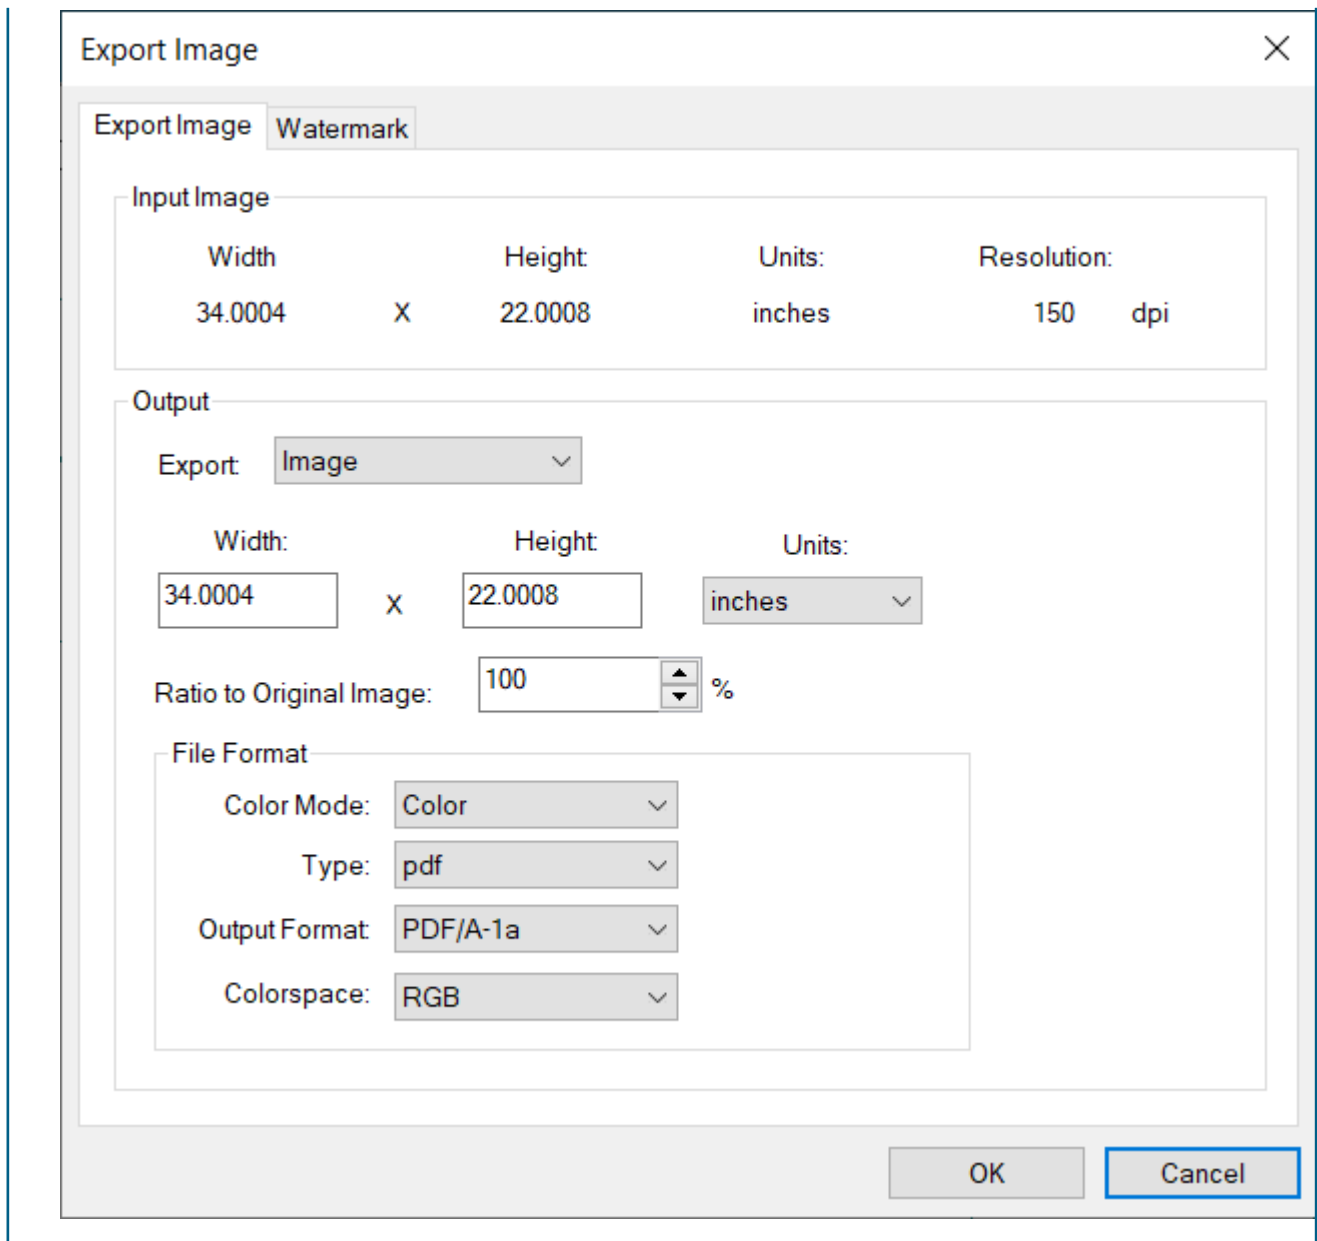 Export Image
Export Image Watermark
Input Image
Width Height: Units: Resolution:
34.0004 X 22.0008 inches 150 dpi
Output
Export: Image
Width: Height: Units:
34.0004 X 22.0008 inches
Ratio to Original Image: 100 %
File Format
Color Mode: Color
Type: pdf
Output Format: PDF/A-1a
Colorspace: RGB
OK Cancel